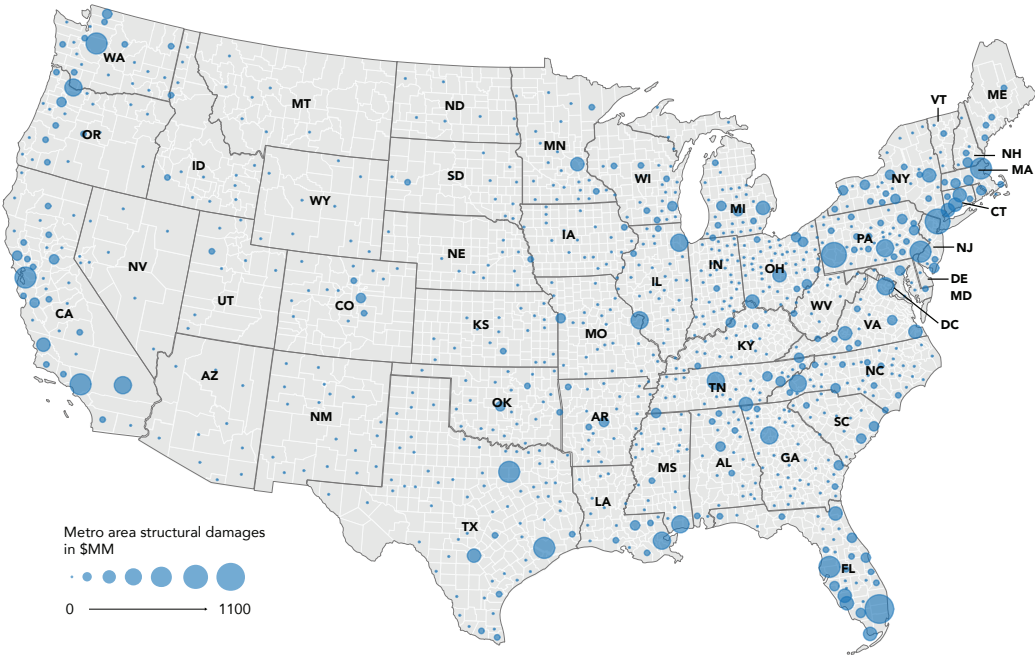 WA
MT
ND
VT
ME
OR
MN
NH
MA
ID
SD
WI
NY
WY
MI
CT
IA
PA
NE
NJ
NV
IN
OH
IL
DE
UT
CO
MD
WV
CA
KS
MO
VA
DC
KY
AZ
NC
TN
OK
NM
AR
SC
MS
AL
GA
LA
TX
FL
Metro area structural damages
in $MM
0 1100